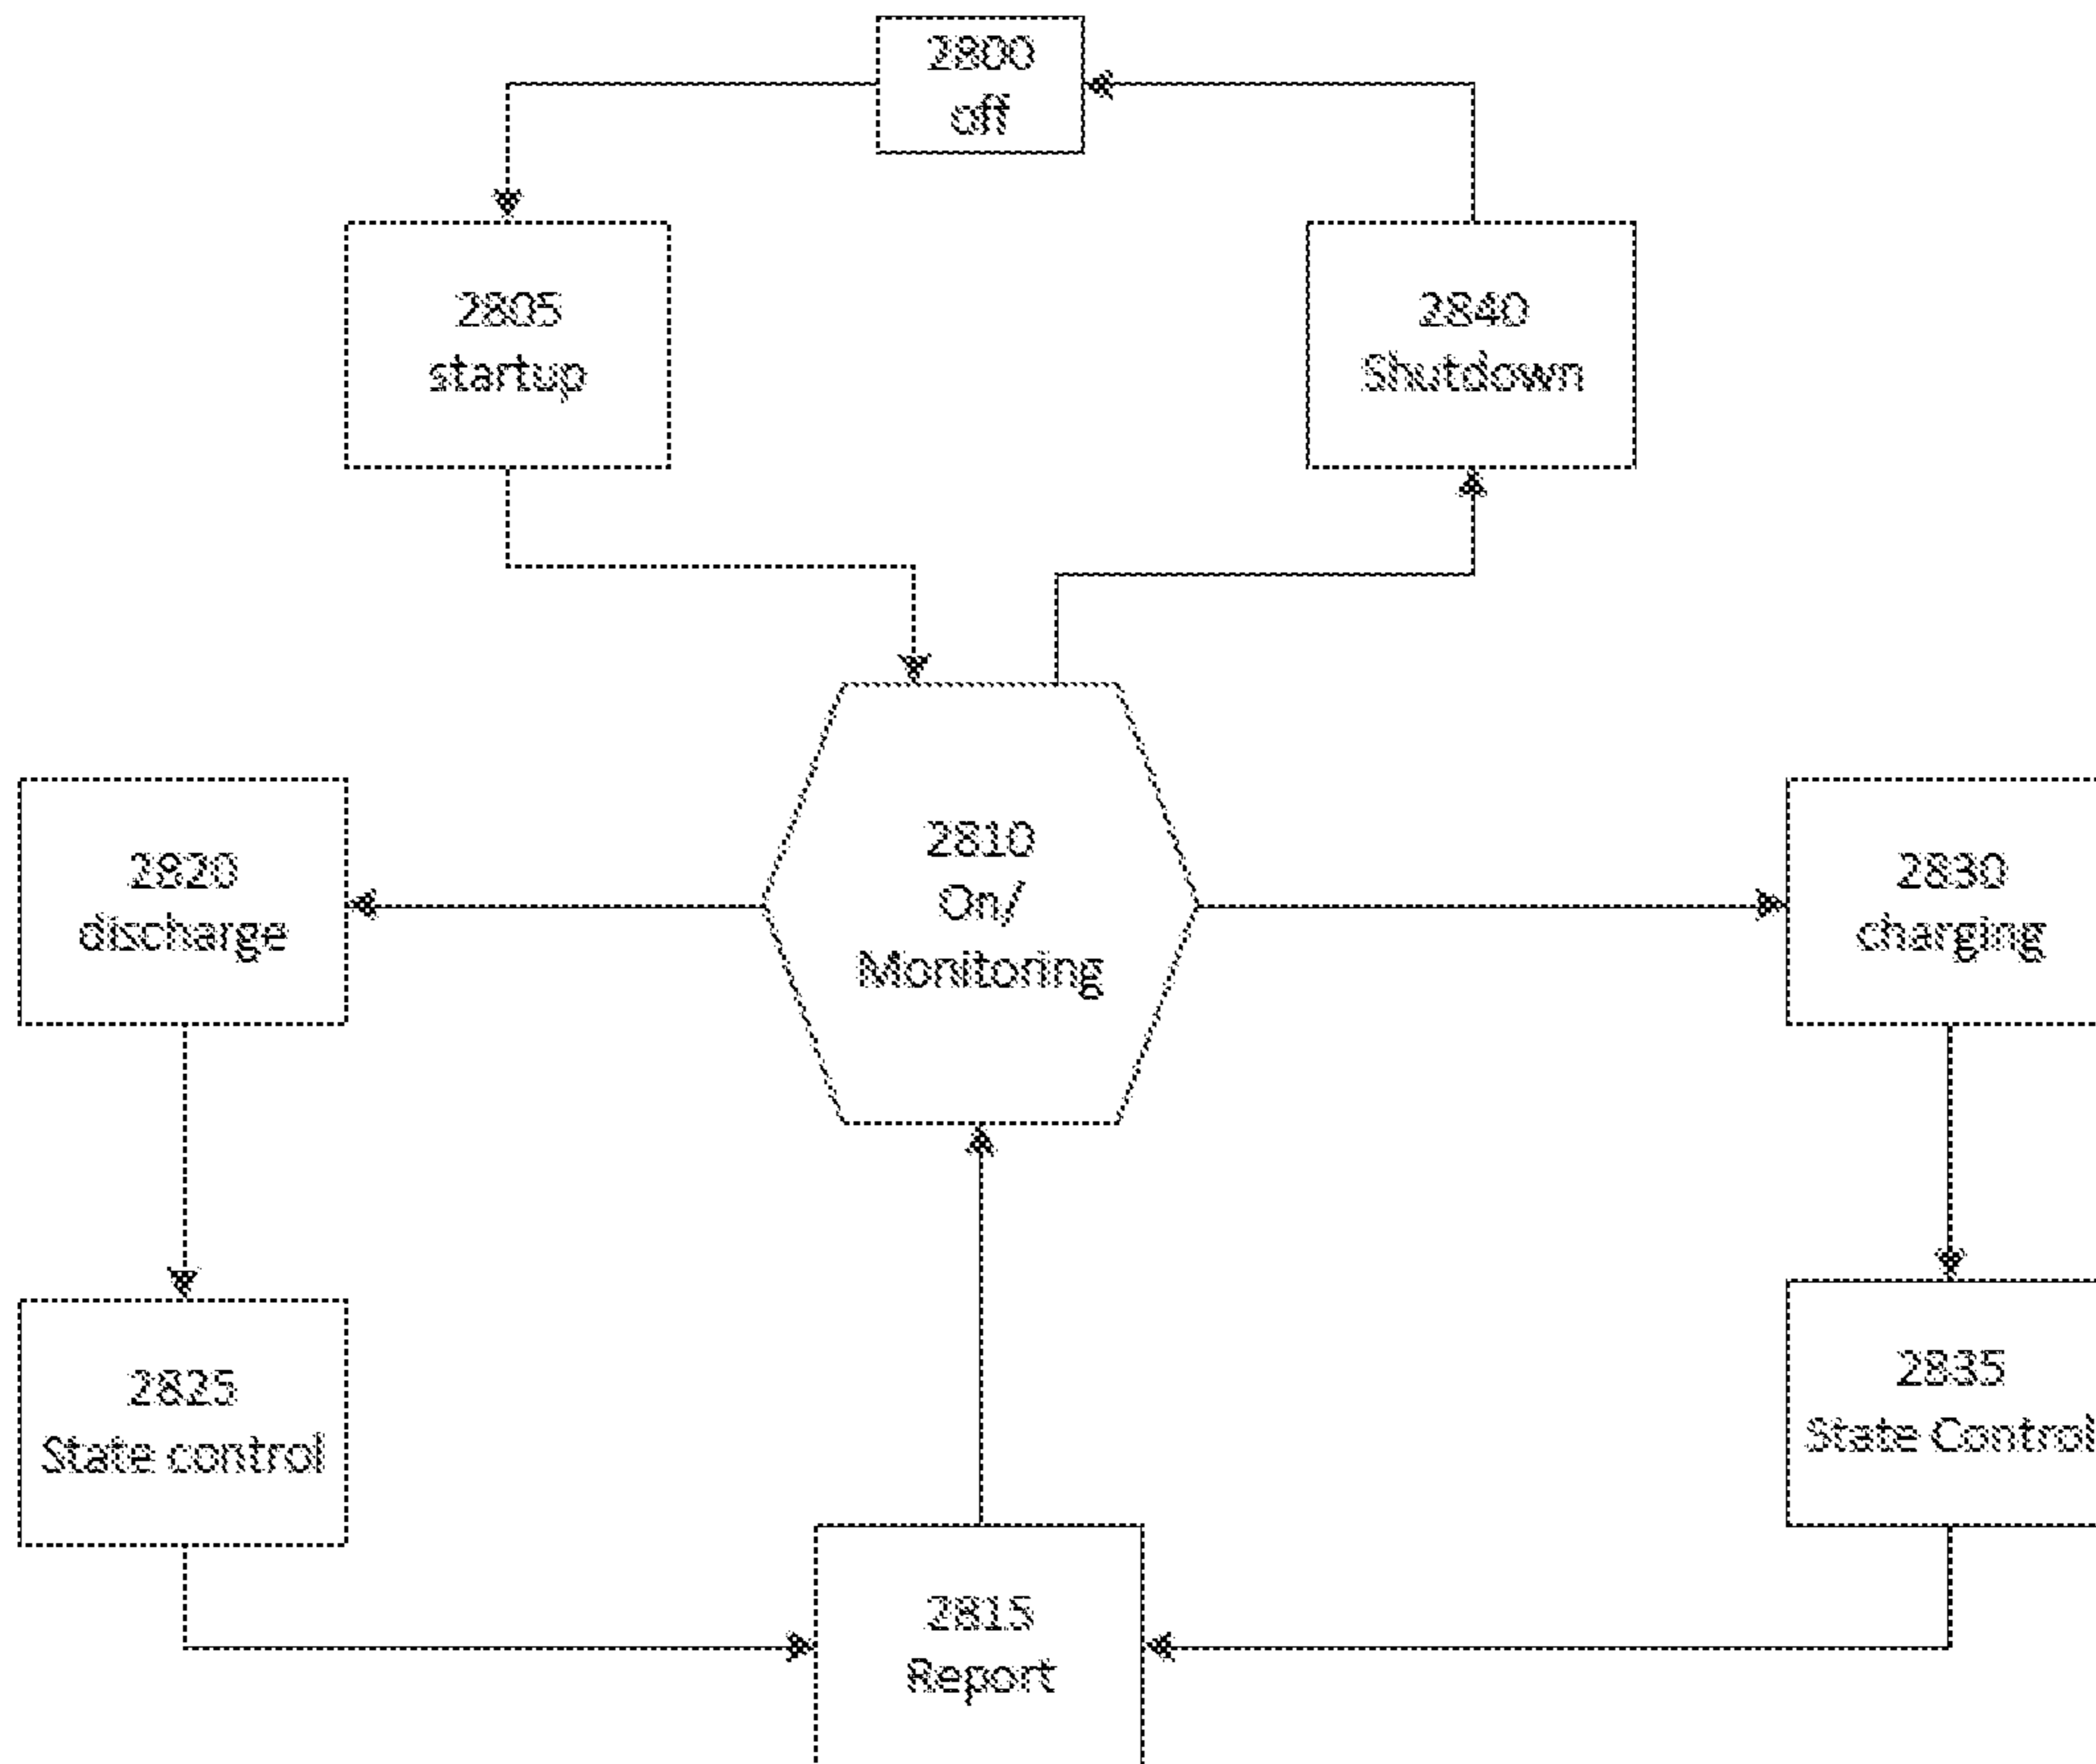 2800
off
2805
startup
2840
Shutdown
2810
On/
Monitoring
2820
discharge
2830
charging
2825
State control
2835
State Control
2815
Report